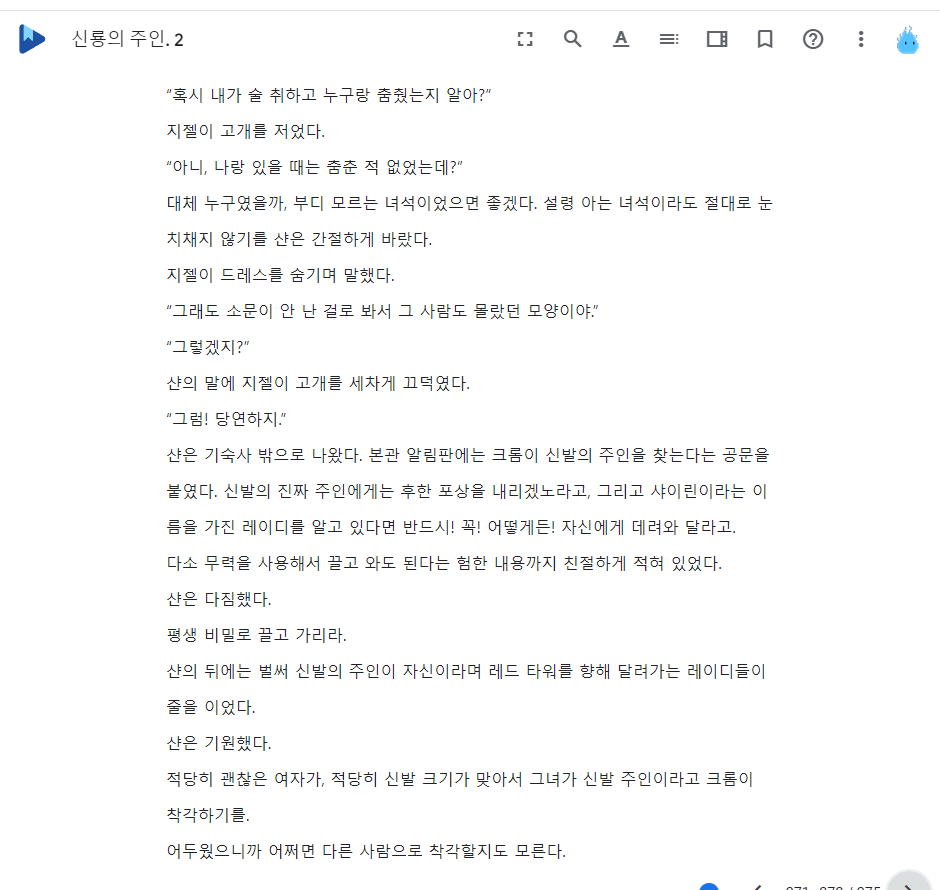 신룡의 주인. 2
“혹시 내가 술 취하고 누구랑 춤췄는지 알아?”
지젤이 고개를 저었다.
“아니, 나랑 있을 때는 춤춘 적 없었는데?”
대체 누구였을까, 부디 모르는 녀석이었으면 좋겠다. 설령 아는 녀석이라도 절대로 눈
치채지 않기를 샨은 간절하게 바랐다.
지젤이 드레스를 숨기며 말했다.
“그래도 소문이 안 난 걸로 봐서 그 사람도 몰랐던 모양이야.”
“그렇겠지?”
샨의 말에 지젤이 고개를 세차게 끄덕였다.
“그럼! 당연하지.”
샨은 기숙사 밖으로 나왔다. 본관 알림판에는 크롬이 신발의 주인을 찾는다는 공문을
붙였다. 신발의 진짜 주인에게는 후한 포상을 내리겠노라고, 그리고 샤이린이라는 이
름을 가진 레이디를 알고 있다면 반드시! 꼭! 어떻게든! 자신에게 데려와 달라고.
다소 무력을 사용해서 끌고 와도 된다는 험한 내용까지 친절하게 적혀 있었다.
샨은 다짐했다.
평생 비밀로 끌고 가리라.
샨의 뒤에는 벌써 신발의 주인이 자신이라며 레드 타워를 향해 달려가는 레이디들이
줄을 이었다.
샨은 기원했다.
적당히 괜찮은 여자가, 적당히 신발 크기가 맞아서 그녀가 신발 주인이라고 크롬이
착각하기를.
어두웠으니까 어쩌면 다른 사람으로 착각할지도 모른다.